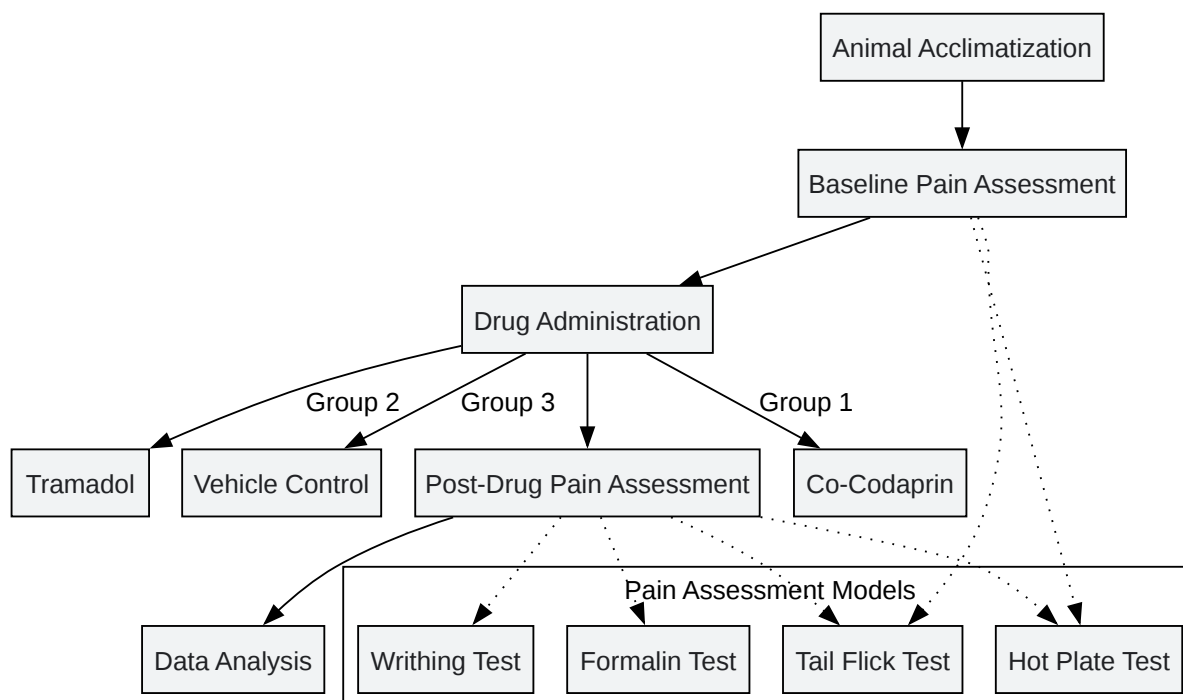 Animal Acclimatization
Baseline Pain Assessment
Drug Administration
Group 2
Group 3
Group 1
Tramadol
Vehicle Control
Post-Drug Pain Assessment
Co-Codaprin
Pain Assessment Models
Data Analysis
Writhing Test
Formalin Test
Tail Flick Test
Hot Plate Test